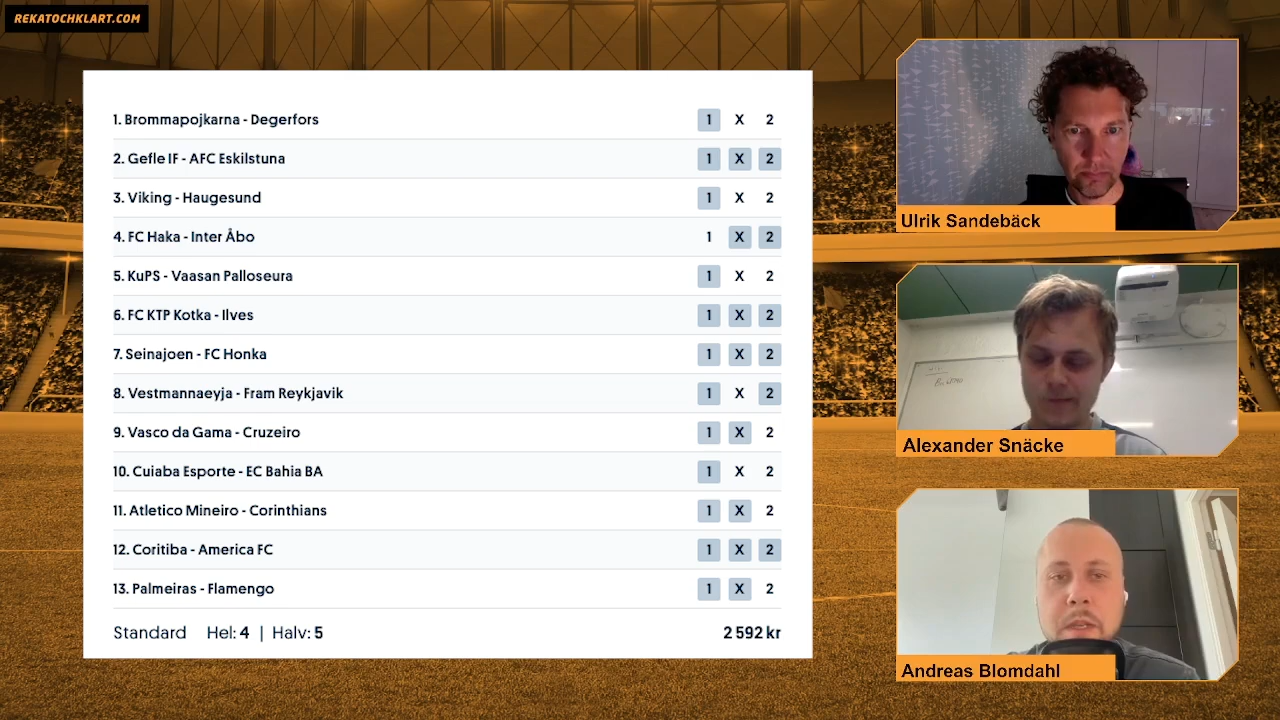 REKATOCHKLART.COM
1. Brommapojkarna - Degerfors 1 X 2
2. Gefle IF - AFC Eskilstuna 1 X 2
3. Viking - Haugesund 1 X 2
4. FC Haka - Inter Åbo 1 X 2
5. KuPS - Vaasan Palloseura 1 X 2
6. FC KTP Kotka - Ilves 1 X 2
7. Seinajoen - FC Honka 1 X 2
8. Vestmannaeyja - Fram Reykjavik 1 X 2
9. Vasco da Gama - Cruzeiro 1 X 2
10. Cuiaba Esporte - EC Bahia BA 1 X 2
11. Atletico Mineiro - Corinthians 1 X 2
12. Coritiba - America FC 1 X 2
13. Palmeiras - Flamengo 1 X 2
Standard Hel: 4 | Halv: 5 2 592 kr
Ulrik Sandebäck
Alexander Snäcke
Andreas Blomdahl